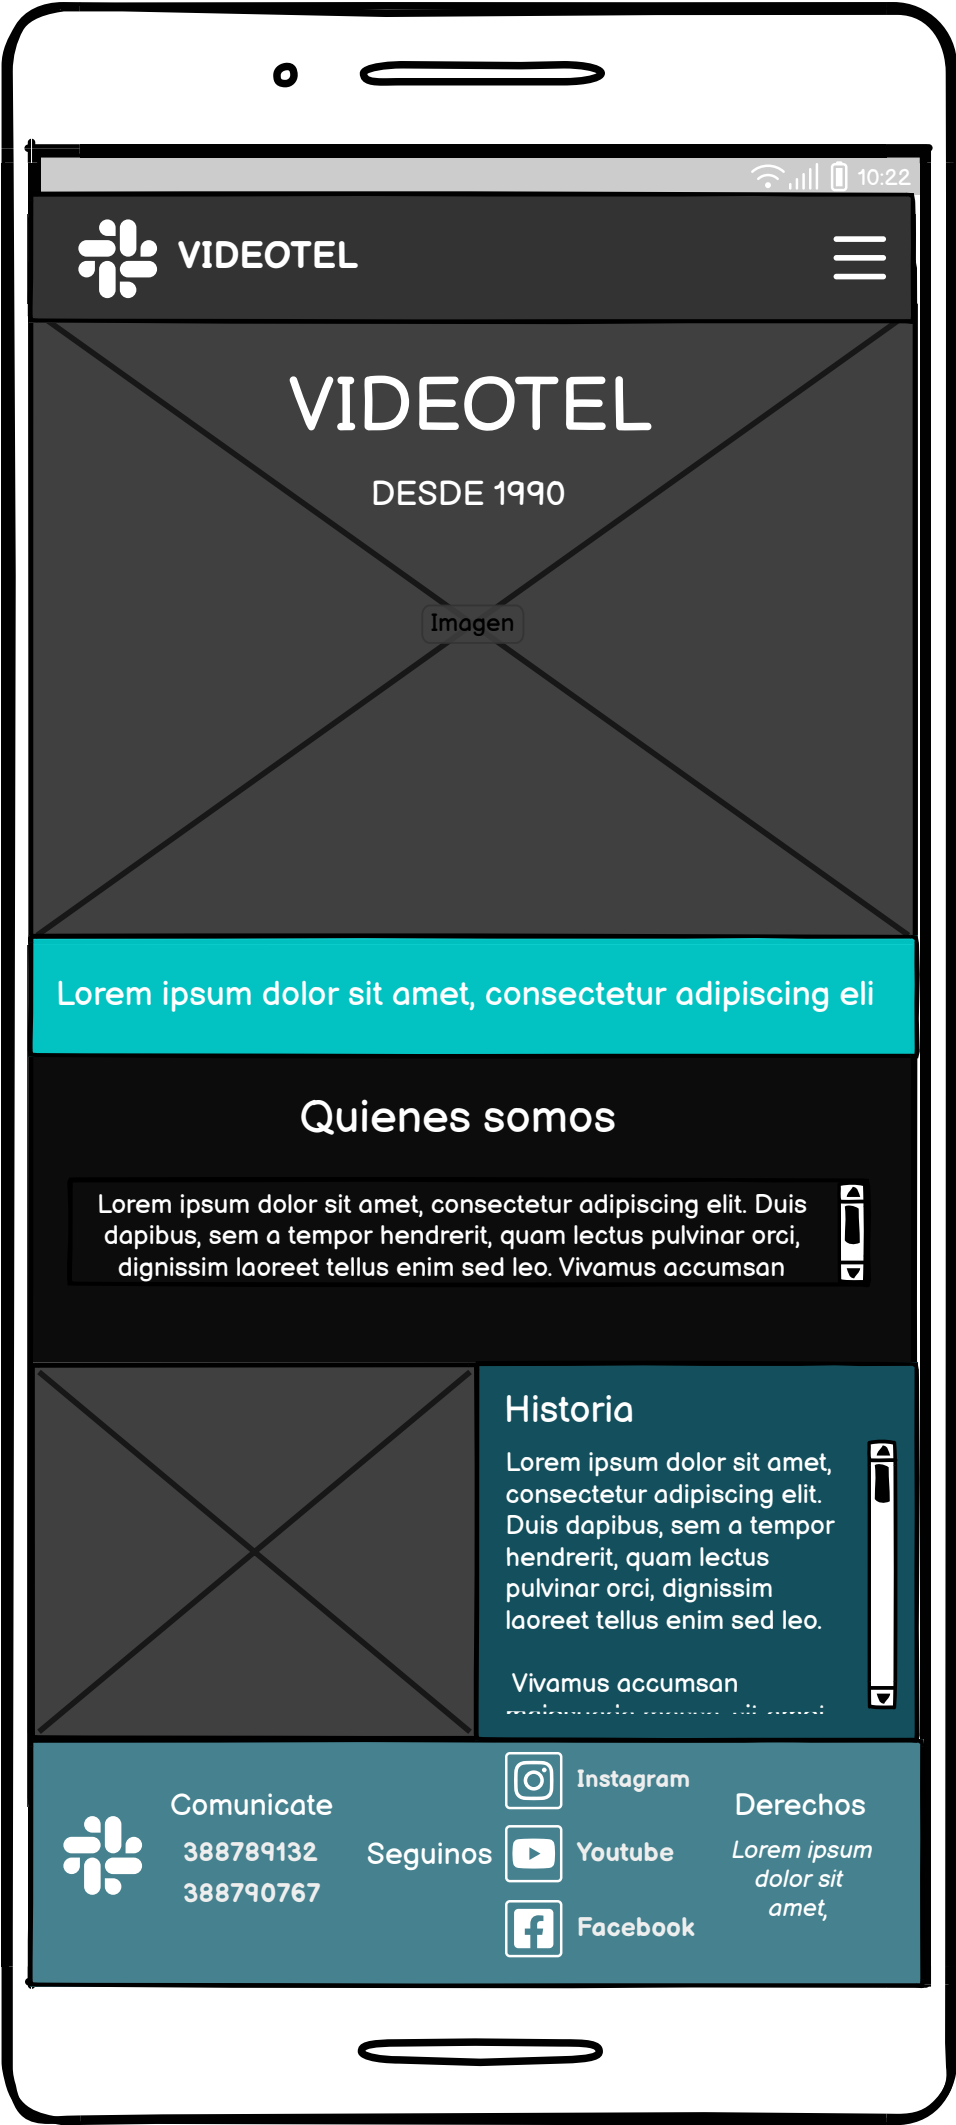 10:22
VIDEOTEL
VIDEOTEL
DESDE 1990
Imagen
Lorem ipsum dolor sit amet, consectetur adipiscing eli
Quienes somos
Lorem ipsum dolor sit amet, consectetur adipiscing elit. Duis
dapibus, sem a tempor hendrerit, quam lectus pulvinar orci,
dignissim laoreet tellus enim sed leo. Vivamus accumsan
Historia
Lorem ipsum dolor sit amet,
consectetur adipiscing elit.
Duis dapibus, sem a tempor
hendrerit, quam lectus
pulvinar orci, dignissim
laoreet tellus enim sed leo.
Vivamus accumsan
Comunicate
388789132
388790767
Seguinos
Instagram
Youtube
Facebook
Derechos
Lorem ipsum
dolor sit
amet,